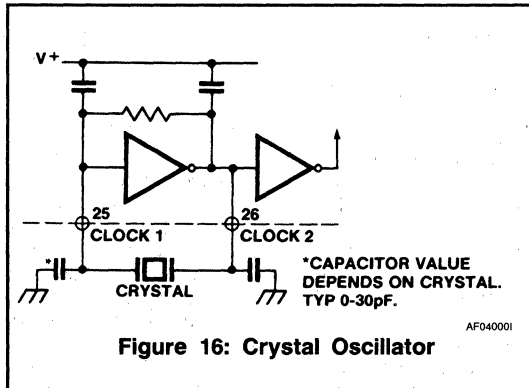 V+
25
26
CLOCK 1
CLOCK 2
*
CRYSTAL
*CAPACITOR VALUE
DEPENDS ON CRYSTAL.
TYP 0-30pF.
AF04000I
Figure 16: Crystal Oscillator